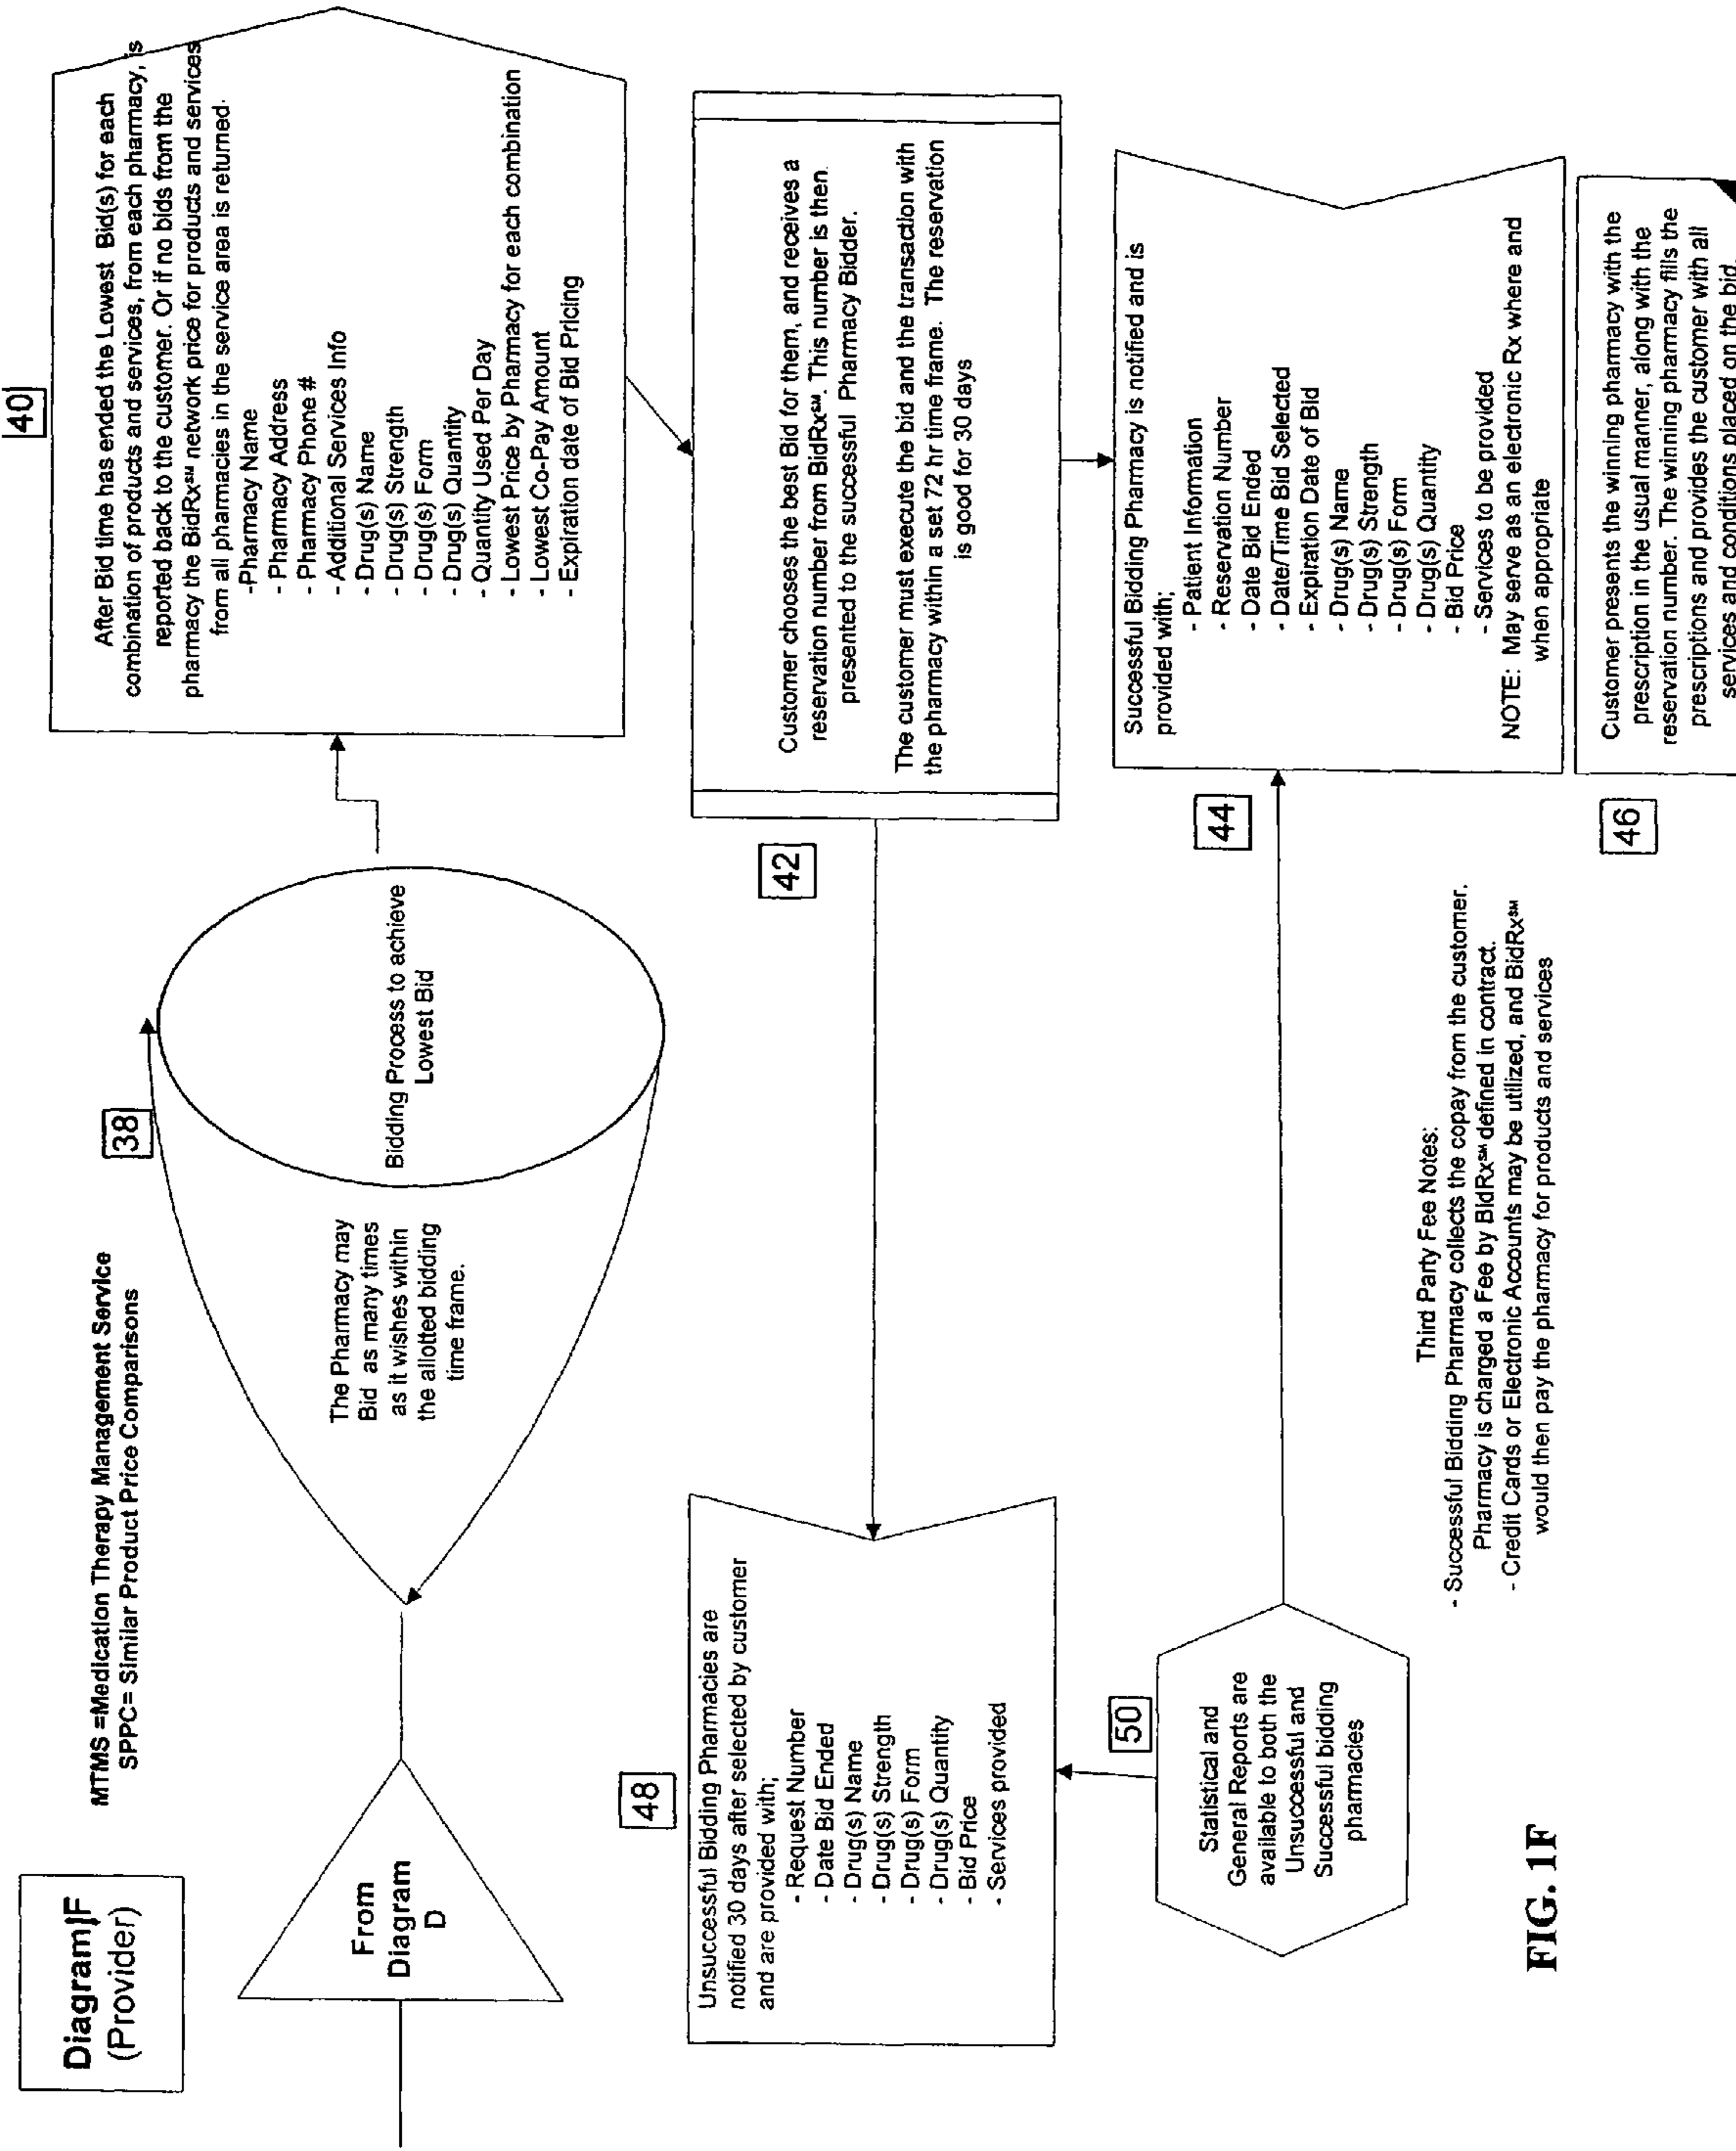 Diagram F
(Provider)
MTMS =Medication Therapy Management Service
SPPC= Similar Product Price Comparisons
From
Diagram
D
38
The Pharmacy may
Bid as many times
as it wishes within
the allotted bidding
time frame.
Bidding Process to achieve
Lowest Bid
40
After Bid time has ended the Lowest Bid(s) for each
combination of products and services, from each pharmacy, is
reported back to the customer. Or if no bids from the
pharmacy the BidRx℠ network price for products and services
from all pharmacies in the service area is returned.
-Pharmacy Name
- Pharmacy Address
- Pharmacy Phone #
- Additional Services Info
- Drug(s) Name
- Drug(s) Strength
- Drug(s) Form
- Drug(s) Quantity
- Quantity Used Per Day
- Lowest Price by Pharmacy for each combination
- Lowest Co-Pay Amount
- Expiration date of Bid Pricing
42
Customer chooses the best Bid for them, and receives a
reservation number from BidRx℠. This number is then
presented to the successful Pharmacy Bidder.
The customer must execute the bid and the transaction with
the pharmacy within a set 72 hr time frame. The reservation
is good for 30 days
48
Unsuccessful Bidding Pharmacies are
notified 30 days after selected by customer
and are provided with;
- Request Number
- Date Bid Ended
- Drug(s) Name
- Drug(s) Strength
- Drug(s) Form
- Drug(s) Quantity
- Bid Price
- Services provided
44
Successful Bidding Pharmacy is notified and is
provided with;
- Patient Information
- Reservation Number
- Date Bid Ended
- Date/Time Bid Selected
- Expiration Date of Bid
- Drug(s) Name
- Drug(s) Strength
- Drug(s) Form
- Drug(s) Quantity
- Bid Price
- Services to be provided
NOTE: May serve as an electronic Rx where and
when appropriate
50
Statistical and
General Reports are
available to both the
Unsuccessful and
Successful bidding
pharmacies
Third Party Fee Notes:
- Successful Bidding Pharmacy collects the copay from the customer.
Pharmacy is charged a Fee by BidRx℠ defined in contract.
- Credit Cards or Electronic Accounts may be utilized, and BidRx℠
would then pay the pharmacy for products and services
46
Customer presents the winning pharmacy with the
prescription in the usual manner, along with the
reservation number. The winning pharmacy fills the
prescriptions and provides the customer with all
services and conditions placed on the bid.
FIG. 1F